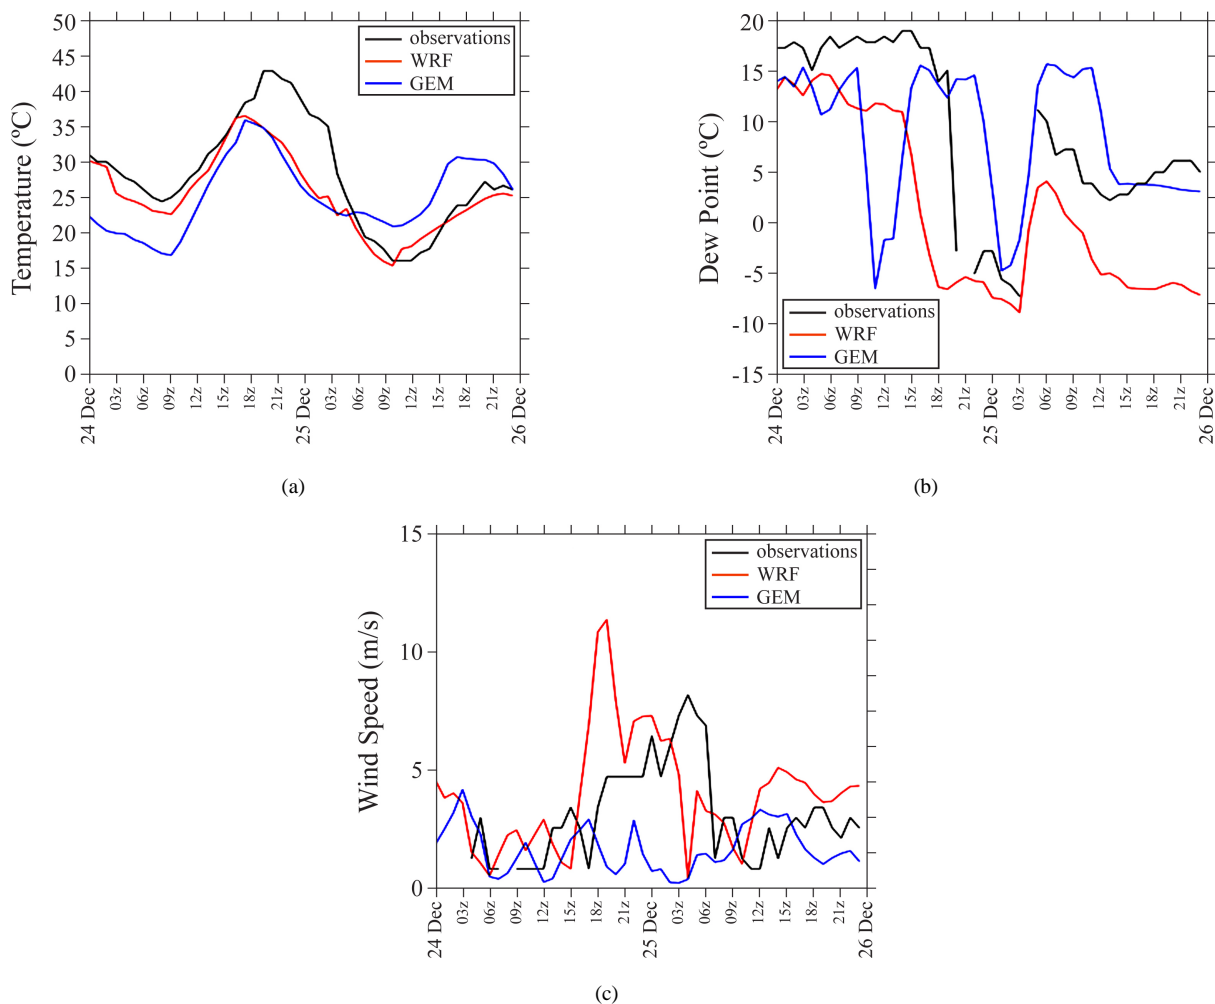 50
45
40
35
30
25
20
15
10
5
0
Temperature (ºC)
observations
WRF
GEM
24 Dec
03z
06z
09z
12z
15z
18z
21z
25 Dec
03z
06z
09z
12z
15z
18z
21z
26 Dec
(a)
20
15
10
5
0
-5
-10
-15
Dew Point (ºC)
observations
WRF
GEM
24 Dec
03z
06z
09z
12z
15z
18z
21z
25 Dec
03z
06z
09z
12z
15z
18z
21z
26 Dec
(b)
15
10
5
0
Wind Speed (m/s)
observations
WRF
GEM
24 Dec
03z
06z
09z
12z
15z
18z
21z
25 Dec
03z
06z
09z
12z
15z
18z
21z
26 Dec
(c)